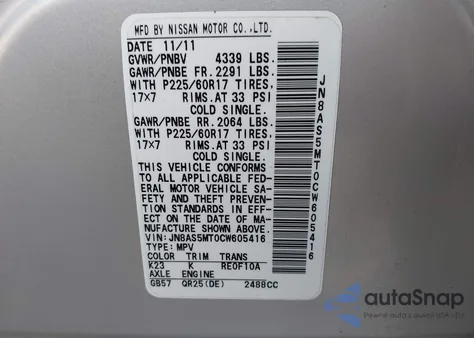 MFD BY NISSAN MOTOR CO.,LTD.
DATE 11/11
GVWR/PNBV 4339 LBS.
GAWR/PNBE FR. 2291 LBS.
WITH P225/60R17 TIRES,
17x7 RIMS.AT 33 PSI
COLD SINGLE.
GAWR/PNBE RR. 2064 LBS.
WITH P225/60R17 TIRES,
17x7 RIMS.AT 33 PSI
COLD SINGLE.
THIS VEHICLE CONFORMS
TO ALL APPLICABLE FED-
ERAL MOTOR VEHICLE SA-
FETY AND THEFT PREVEN-
TION STANDARDS IN EFF-
ECT ON THE DATE OF MA-
NUFACTURE SHOWN ABOVE.
VIN:JN8AS5MT0CW605416
TYPE:MPV
COLOR TRIM TRANS
K23 K RE0F10A
AXLE ENGINE
GB57 QR25(DE) 2488CC
JN8AS5MT0CW605416
autoSnap
Pewne auto z USA